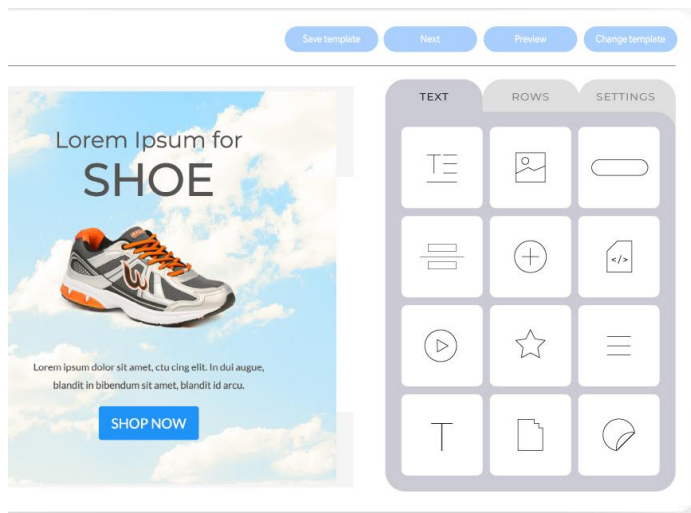 Save template
Next
Preview
Change template
TEXT
ROWS
SETTINGS
Lorem Ipsum for
SHOE
Lorem ipsum dolor sit amet, ctu cing elit. In dui augue,
blandit in bibendum sit amet, blandit id arcu.
SHOP NOW
T
</>
T